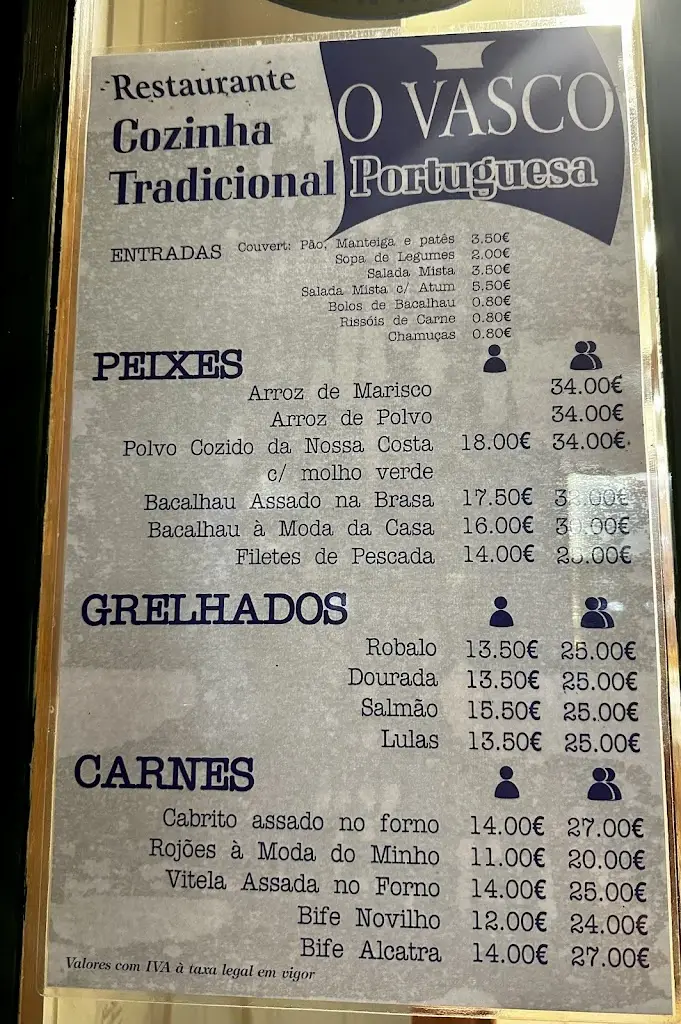 Restaurante
Cozinha
Tradicional Portuguesa
O VASCO
ENTRADAS
Couvert: Pão, Manteiga e patês 3.50€
Sopa de Legumes 2.00€
Salada Mista 3.50€
Salada Mista c/ Atum 5.50€
Bolos de Bacalhau 0.80€
Rissóis de Carne 0.80€
Chamuças 0.80€
PEIXES
Arroz de Marisco 34.00€
Arroz de Polvo 34.00€
Polvo Cozido da Nossa Costa 18.00€ 34.00€
c/ molho verde
Bacalhau Assado na Brasa 17.50€
Bacalhau à Moda da Casa 16.00€ 30.00€
Filetes de Pescada 14.00€
GRELHADOS
Robalo 13.50€ 25.00€
Dourada 13.50€ 25.00€
Salmão 15.50€ 25.00€
Lulas 13.50€ 25.00€
CARNES
Cabrito assado no forno 14.00€ 27.00€
Rojões à Moda do Minho 11.00€ 20.00€
Vitela Assada no Forno 14.00€ 25.00€
Bife Novilho 12.00€ 24.00€
Bife Alcatra 14.00€ 27.00€
Valores com IVA à taxa legal em vigor